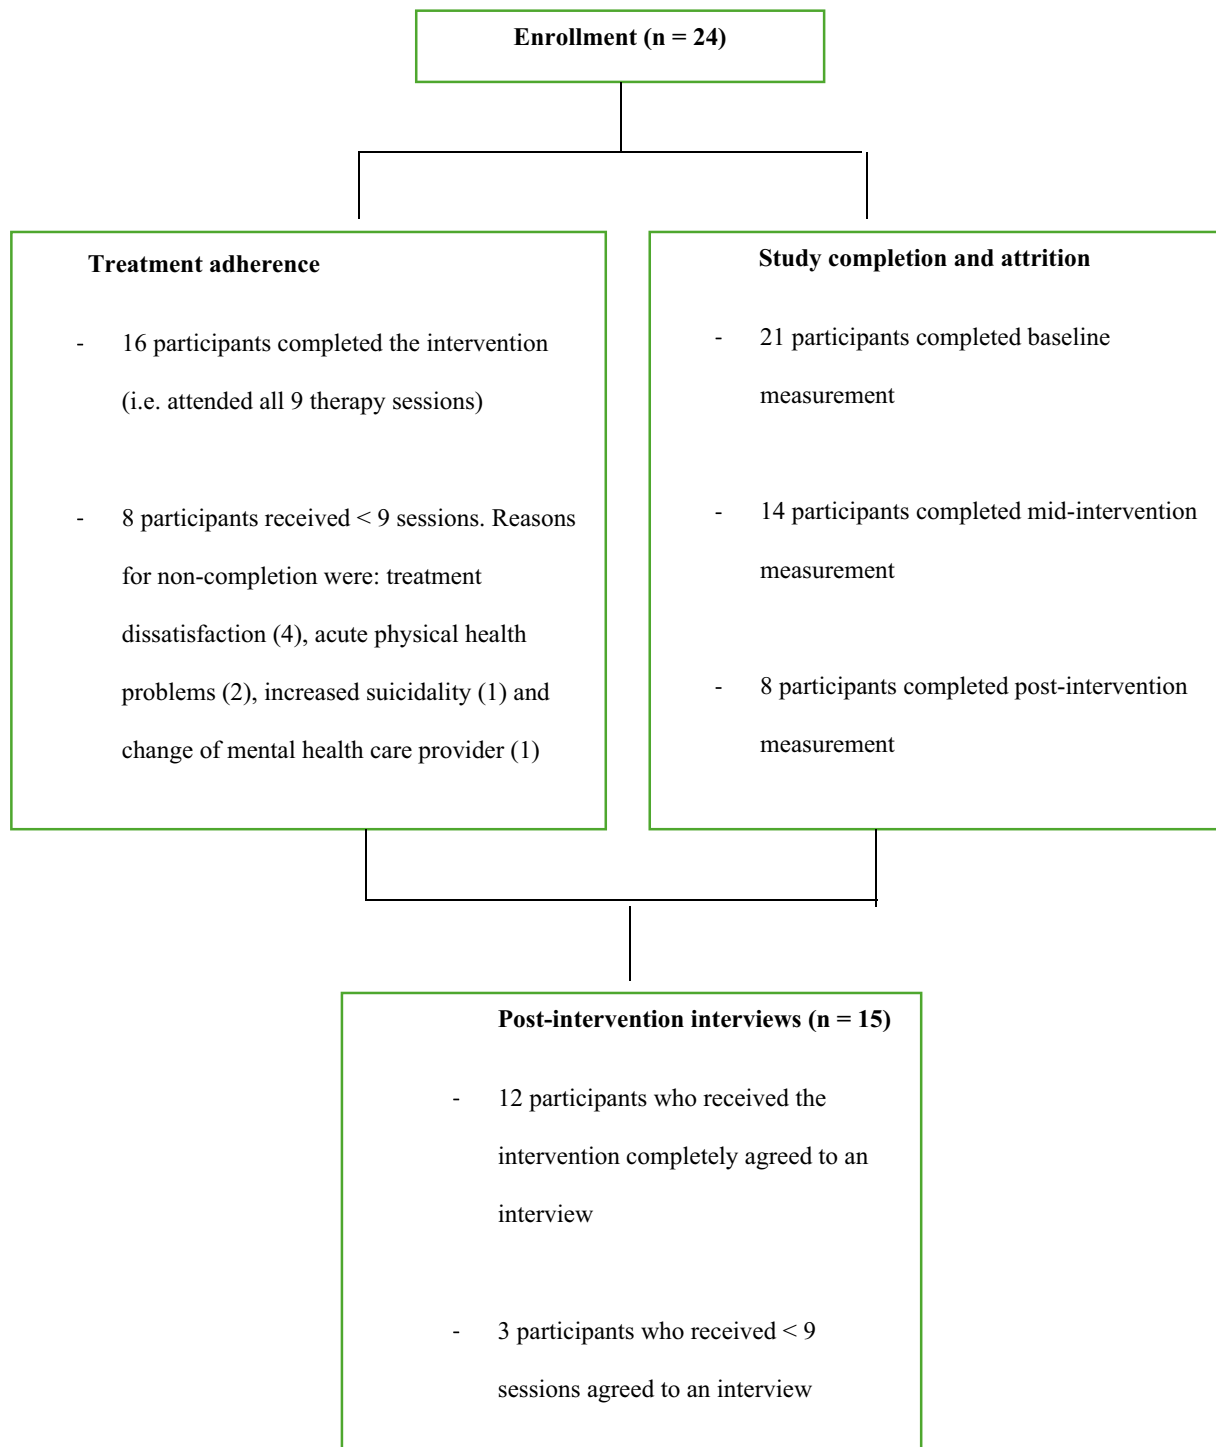 Enrollment (n = 24)
Treatment adherence
- 16 participants completed the intervention
(i.e. attended all 9 therapy sessions)
- 8 participants received < 9 sessions. Reasons
for non-completion were: treatment
dissatisfaction (4), acute physical health
problems (2), increased suicidality (1) and
change of mental health care provider (1)
Study completion and attrition
- 21 participants completed baseline
measurement
- 14 participants completed mid-intervention
measurement
- 8 participants completed post-intervention
measurement
Post-intervention interviews (n = 15)
- 12 participants who received the
intervention completely agreed to an
interview
- 3 participants who received < 9
sessions agreed to an interview